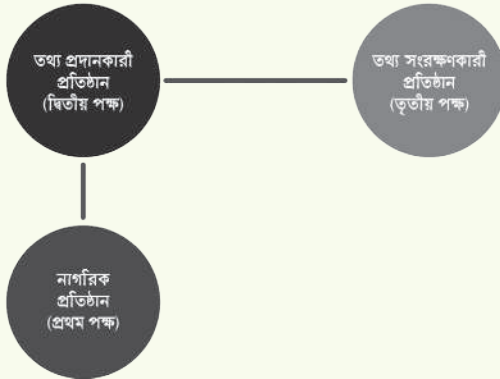 তথ্য প্রদানকারী
প্রতিষ্ঠান
(দ্বিতীয় পক্ষ)
তথ্য সংরক্ষণকারী
প্রতিষ্ঠান
(তৃতীয় পক্ষ)
নাগরিক
প্রতিষ্ঠান
(প্রথম পক্ষ)